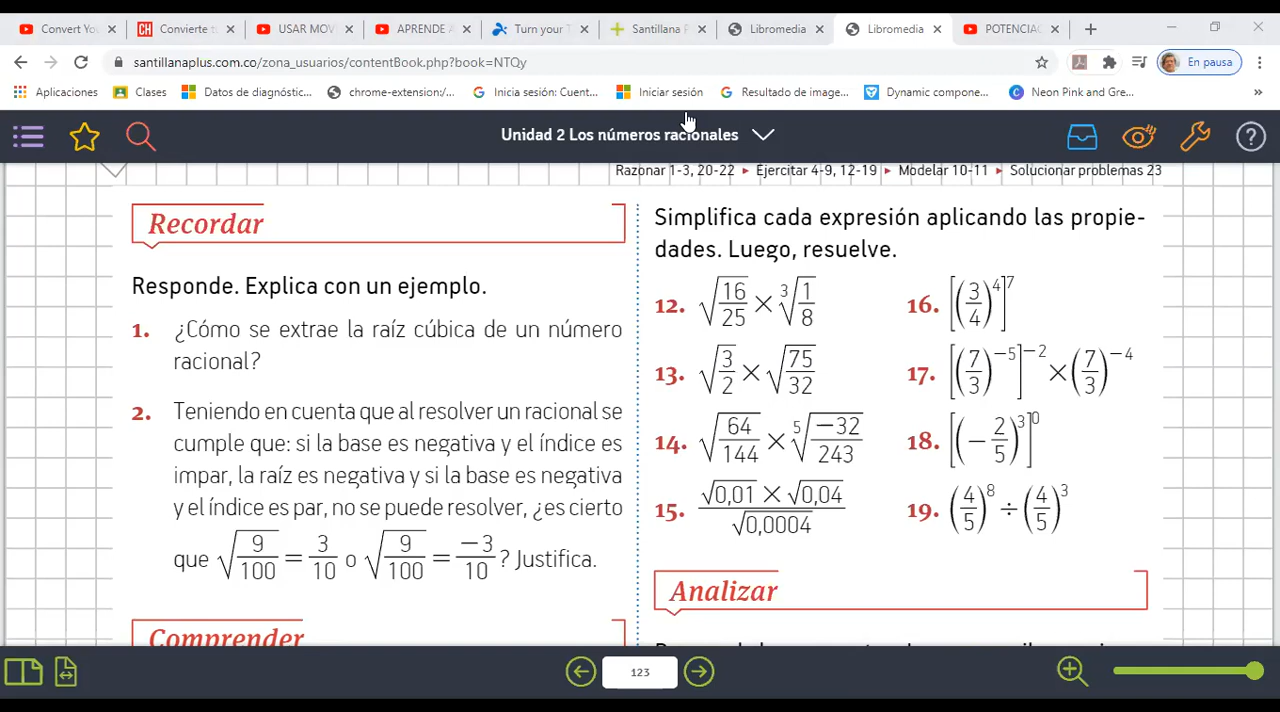 Convert You
Convierte t
USAR MOV
APRENDE A
Turn your T
Santillana P
Libromedia
Libromedia
POTENCIAC
santillanaplus.com.co/zona_usuarios/contentBook.php?book=NTQy
En pausa
Aplicaciones
Clases
Datos de diagnóstic...
chrome-extension:/...
Inicia sesión: Cuent...
Iniciar sesión
Resultado de image...
Dynamic compone...
Neon Pink and Gre...
»
Unidad 2 Los números racionales
Razonar 1-3, 20-22 ▸ Ejercitar 4-9, 12-19 ▸ Modelar 10-11 ▸ Solucionar problemas 23
Recordar
Responde. Explica con un ejemplo.
1. ¿Cómo se extrae la raíz cúbica de un número
racional?
2. Teniendo en cuenta que al resolver un racional se
cumple que: si la base es negativa y el índice es
impar, la raíz es negativa y si la base es negativa
y el índice es par, no se puede resolver, ¿es cierto
que √(9/100) = 3/10 o √(9/100) = −3/10 ? Justifica.
Comprender
Simplifica cada expresión aplicando las propie-
dades. Luego, resuelve.
12. √(16/25) × ³√(1/8)
13. √(3/2) × √(75/32)
14. √(64/144) × ⁵√(−32/243)
15. (√0,01 × √0,04)/√0,0004
16. [(3/4)⁴]⁷
17. [(7/3)⁻⁵]⁻² × (7/3)⁻⁴
18. [(−2/5)³]⁰
19. (4/5)⁸ ÷ (4/5)³
Analizar
123